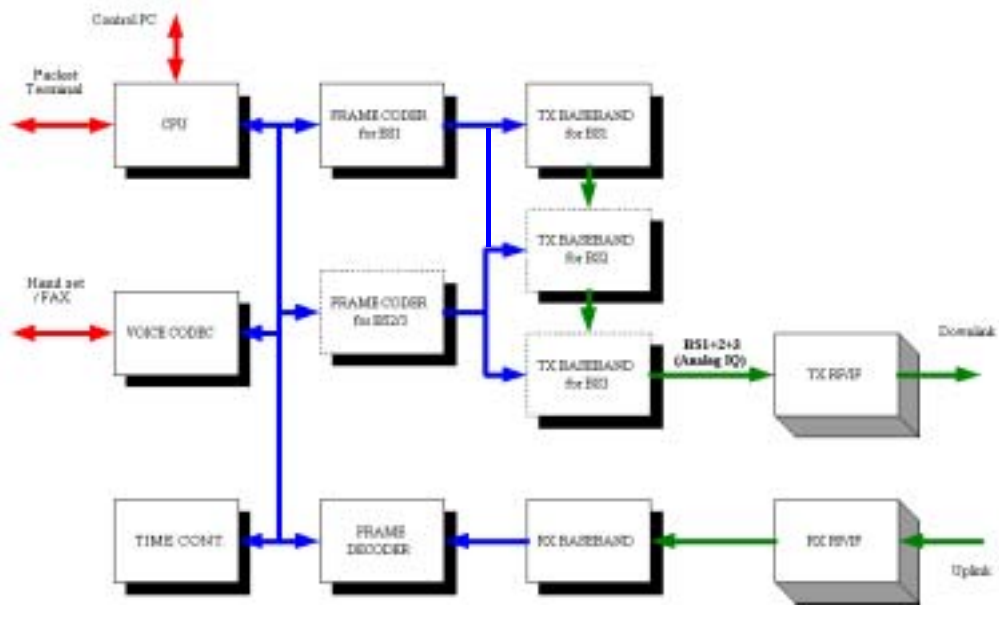 Control PC
Packet
Terminal
CPU
FRAME CODER
for BS1
TX BASEBAND
for BS1
TX BASEBAND
for BS2
Hand set
/ FAX
VOICE CODEC
FRAME CODER
for BS2/3
TX BASEBAND
for BS3
BS1+2+3
(Analog IQ)
TX RF/IF
Downlink
TIME CONT.
FRAME
DECODER
RX BASEBAND
RX RF/IF
Uplink